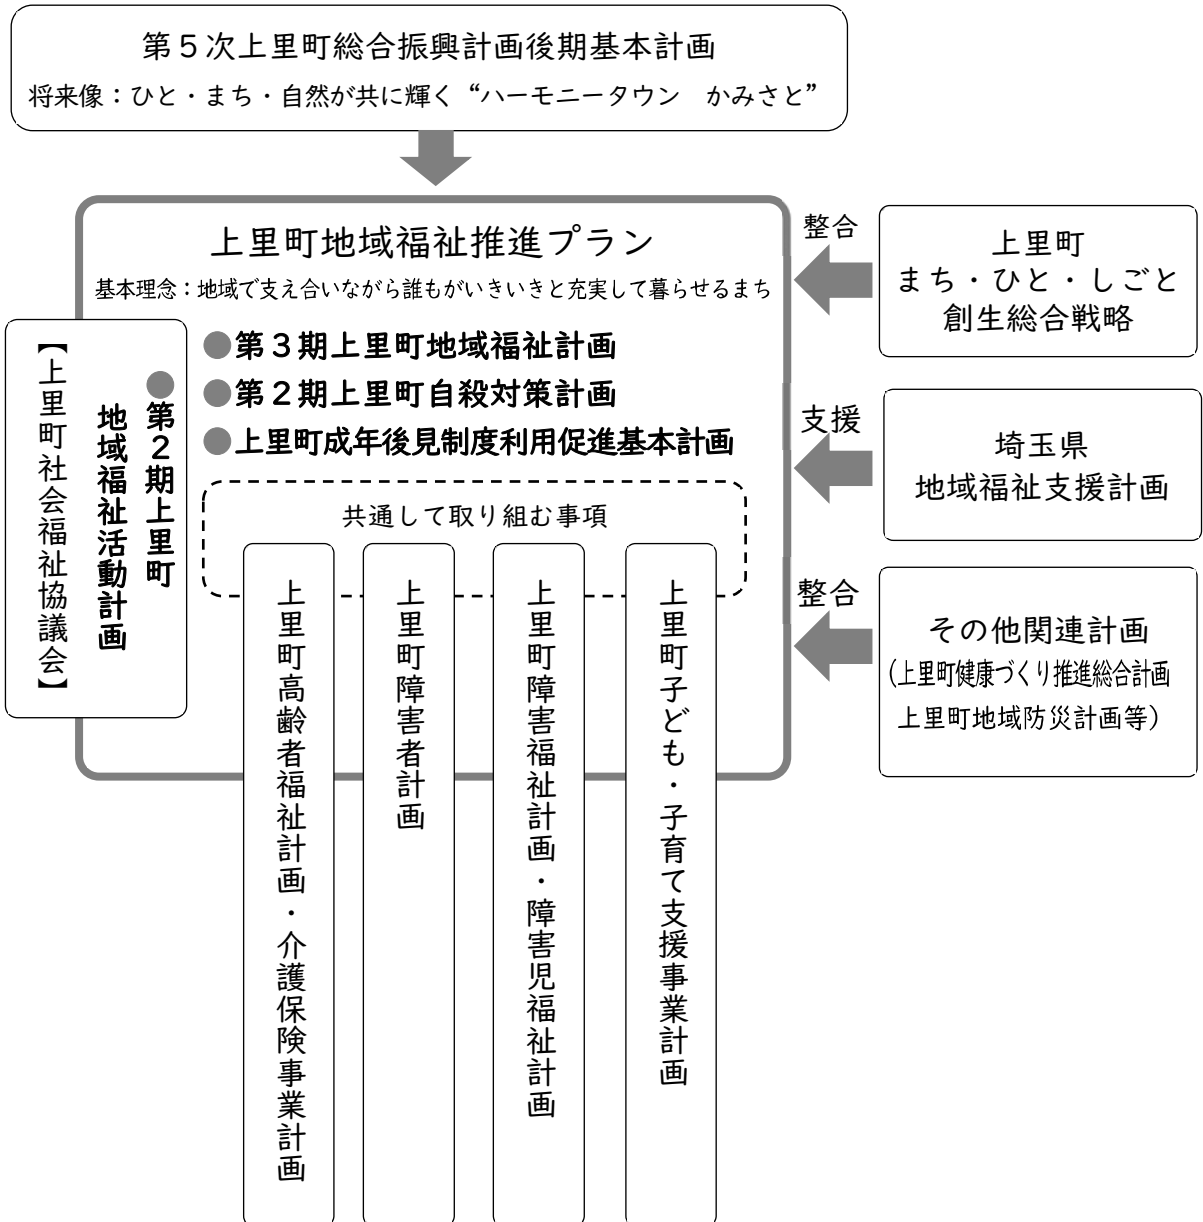 第５次上里町総合振興計画後期基本計画
将来像：ひと・まち・自然が共に輝く“ハーモニータウン　かみさと”
上里町地域福祉推進プラン
基本理念：地域で支え合いながら誰もがいきいきと充実して暮らせるまち
●第３期上里町地域福祉計画
●第２期上里町自殺対策計画
●上里町成年後見制度利用促進基本計画
●第２期上里町
地域福祉活動計画
【上里町社会福祉協議会】
共通して取り組む事項
上里町高齢者福祉計画・介護保険事業計画
上里町障害者計画
上里町障害福祉計画・障害児福祉計画
上里町子ども・子育て支援事業計画
整合
上里町
まち・ひと・しごと
創生総合戦略
支援
埼玉県
地域福祉支援計画
整合
その他関連計画
（上里町健康づくり推進総合計画
上里町地域防災計画等）